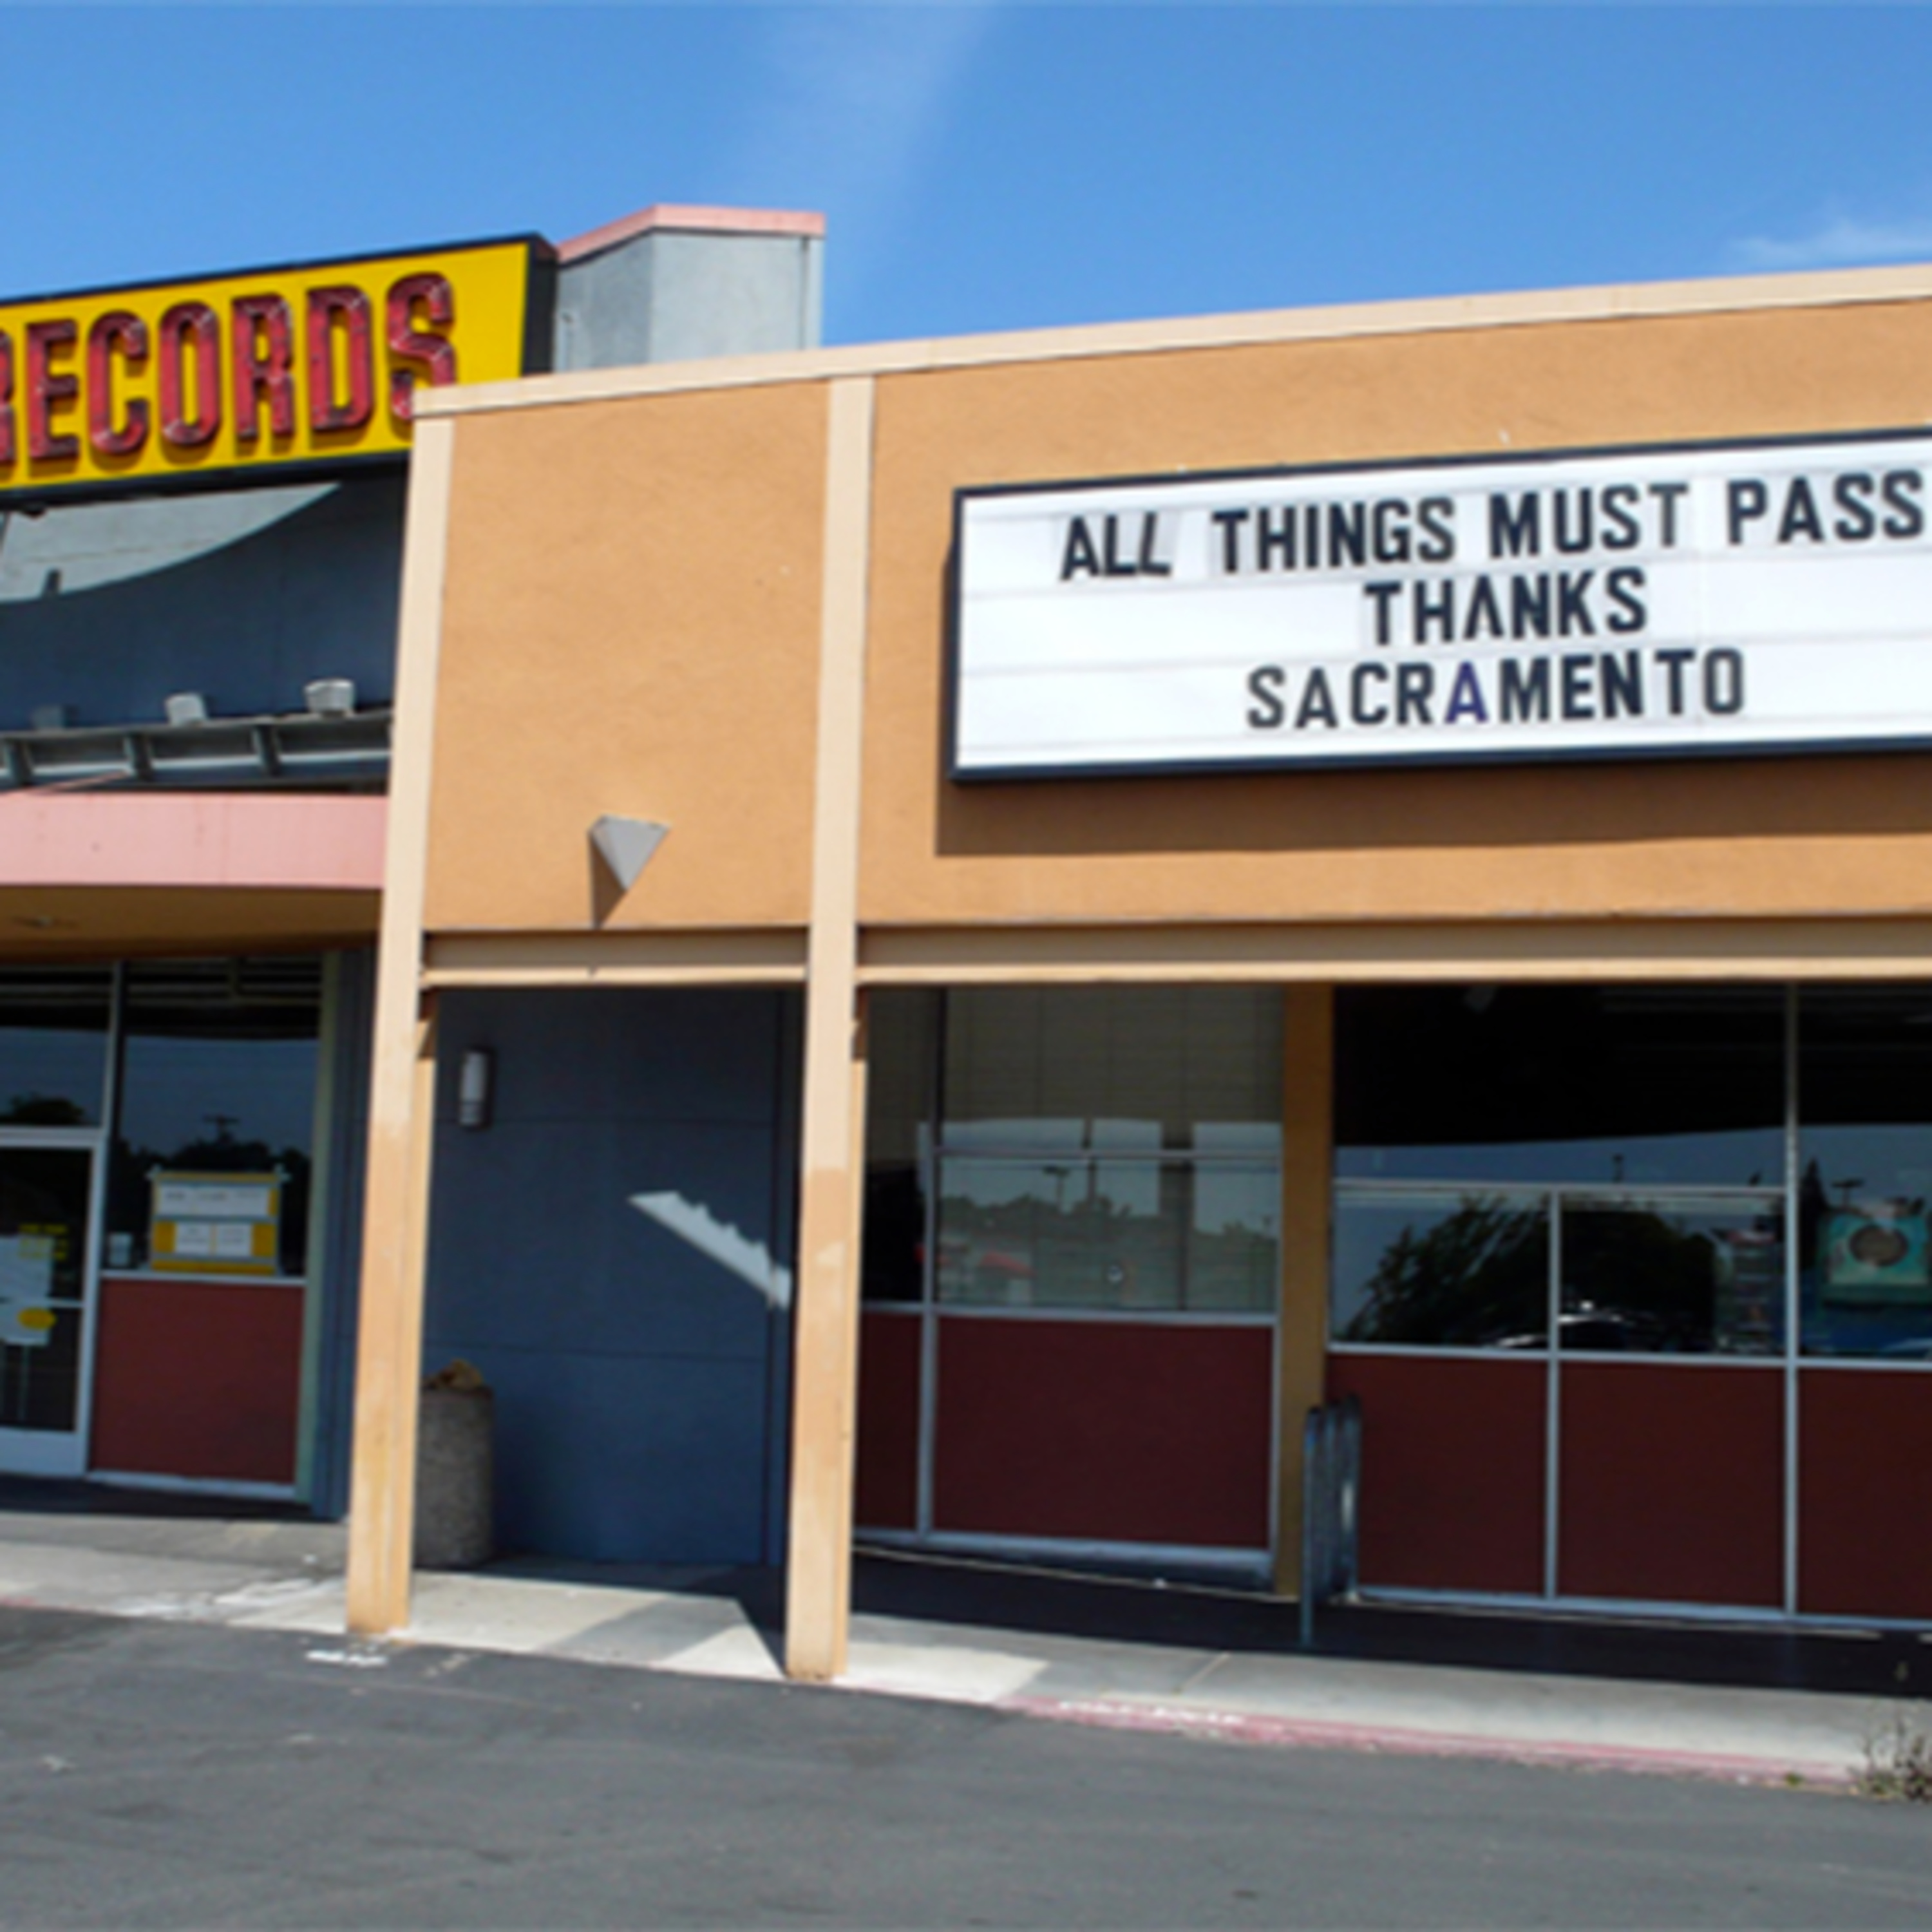 RECORDS
ALL THINGS MUST PASS
THANKS
SACRAMENTO